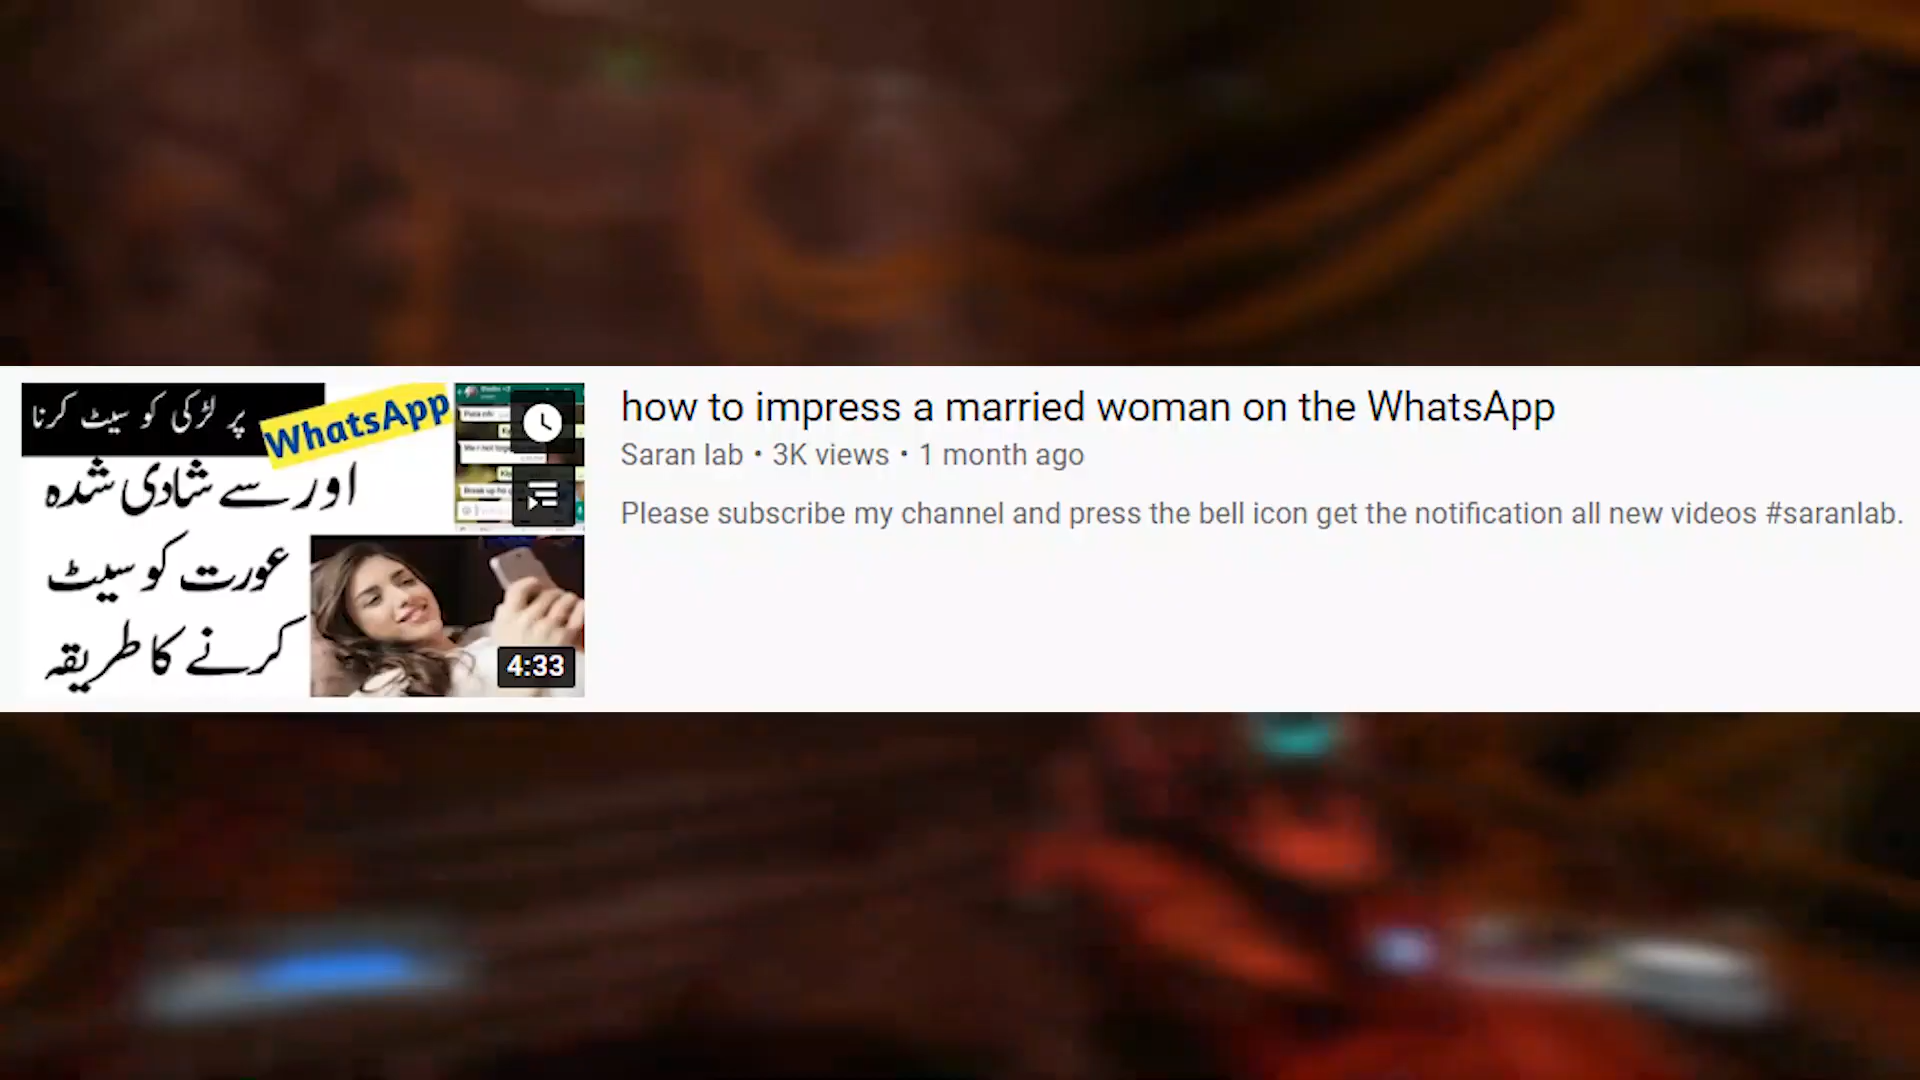 WhatsApp پر لڑکی کو سیٹ کرنا
اور سے شادی شدہ
عورت کو سیٹ
کرنے کا طریقہ
4:33
how to impress a married woman on the WhatsApp
Saran lab • 3K views • 1 month ago
Please subscribe my channel and press the bell icon get the notification all new videos #saranlab.